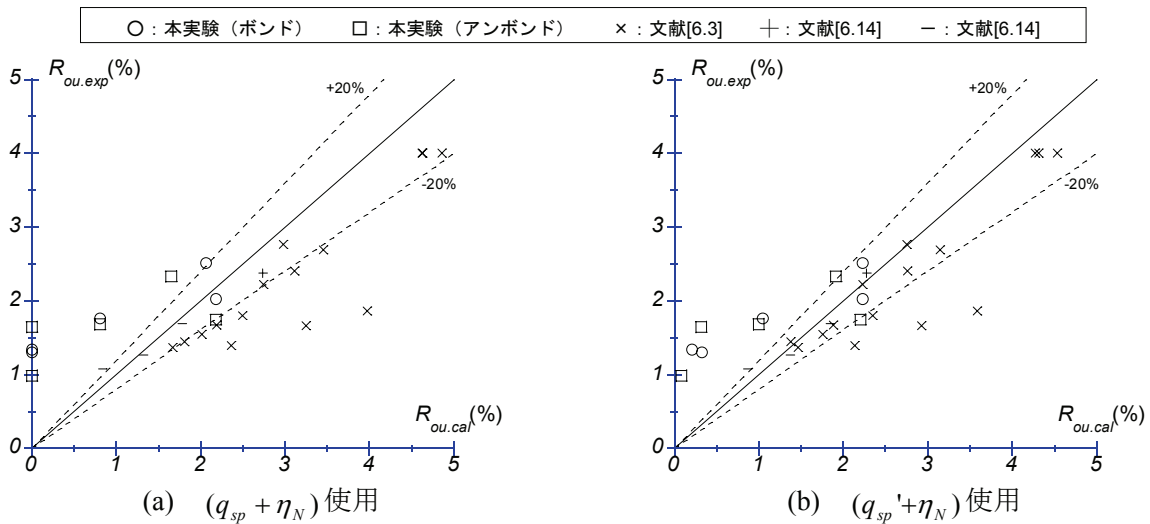 ○ : 本実験（ボンド） □ : 本実験（アンボンド） × : 文献[6.3] + : 文献[6.14] − : 文献[6.14]
R_ou.exp(%)
5
4
3
2
1
0
0 1 2 3 4 5
+20%
-20%
R_ou.cal(%)
(a) (q_sp + η_N) 使用
R_ou.exp(%)
5
4
3
2
1
0
0 1 2 3 4 5
+20%
-20%
R_ou.cal(%)
(b) (q_sp'+η_N) 使用